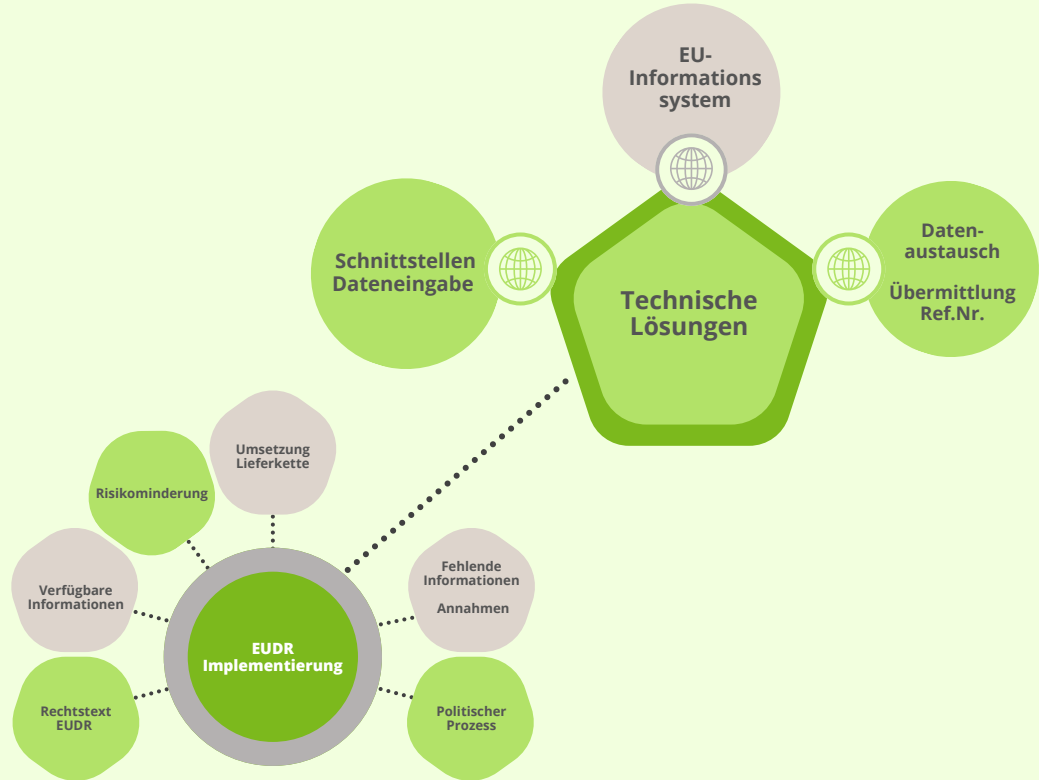 EU-
Informations
system
Schnittstellen
Dateneingabe
Daten-
austausch
Übermittlung
Ref.Nr.
Technische
Lösungen
Umsetzung
Lieferkette
Risikominderung
Verfügbare
Informationen
Fehlende
Informationen
Annahmen
EUDR
Implementierung
Rechtstext
EUDR
Politischer
Prozess